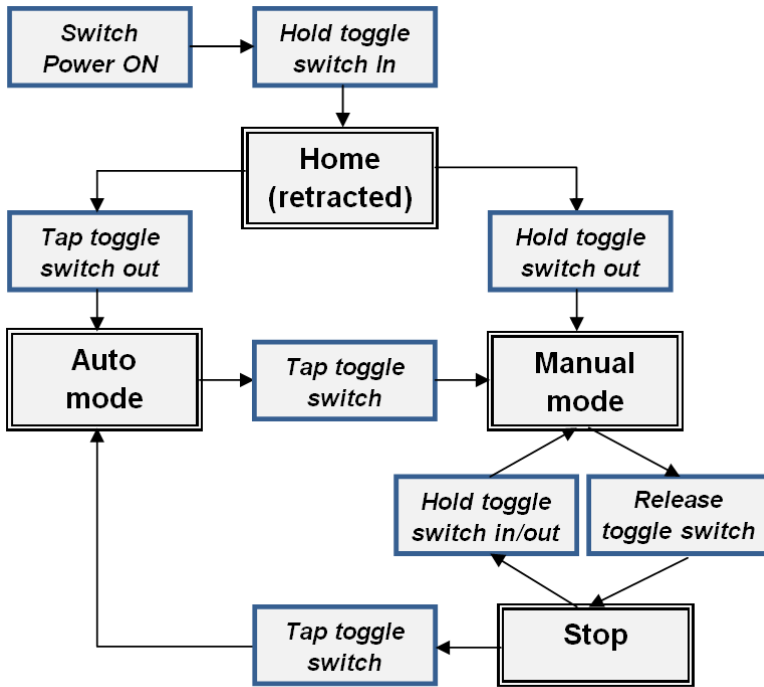 Switch
Power ON
Hold toggle
switch In
Home
(retracted)
Tap toggle
switch out
Hold toggle
switch out
Auto
mode
Tap toggle
switch
Manual
mode
Hold toggle
switch in/out
Release
toggle switch
Tap toggle
switch
Stop